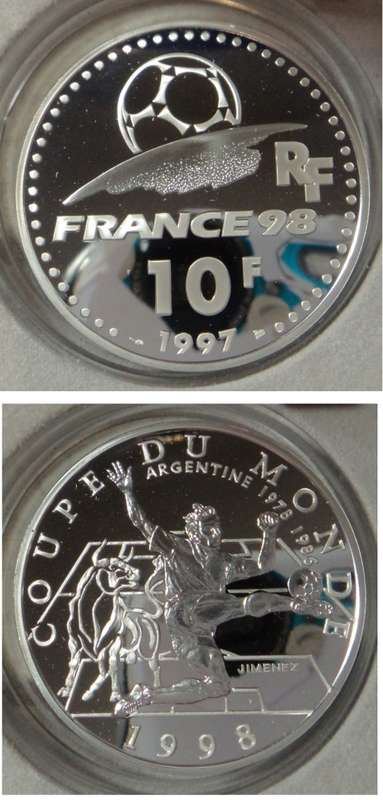 RF
FRANCE 98
10F
1997
COUPE DU MONDE
ARGENTINE 1978 1986
JIMENEZ
1998